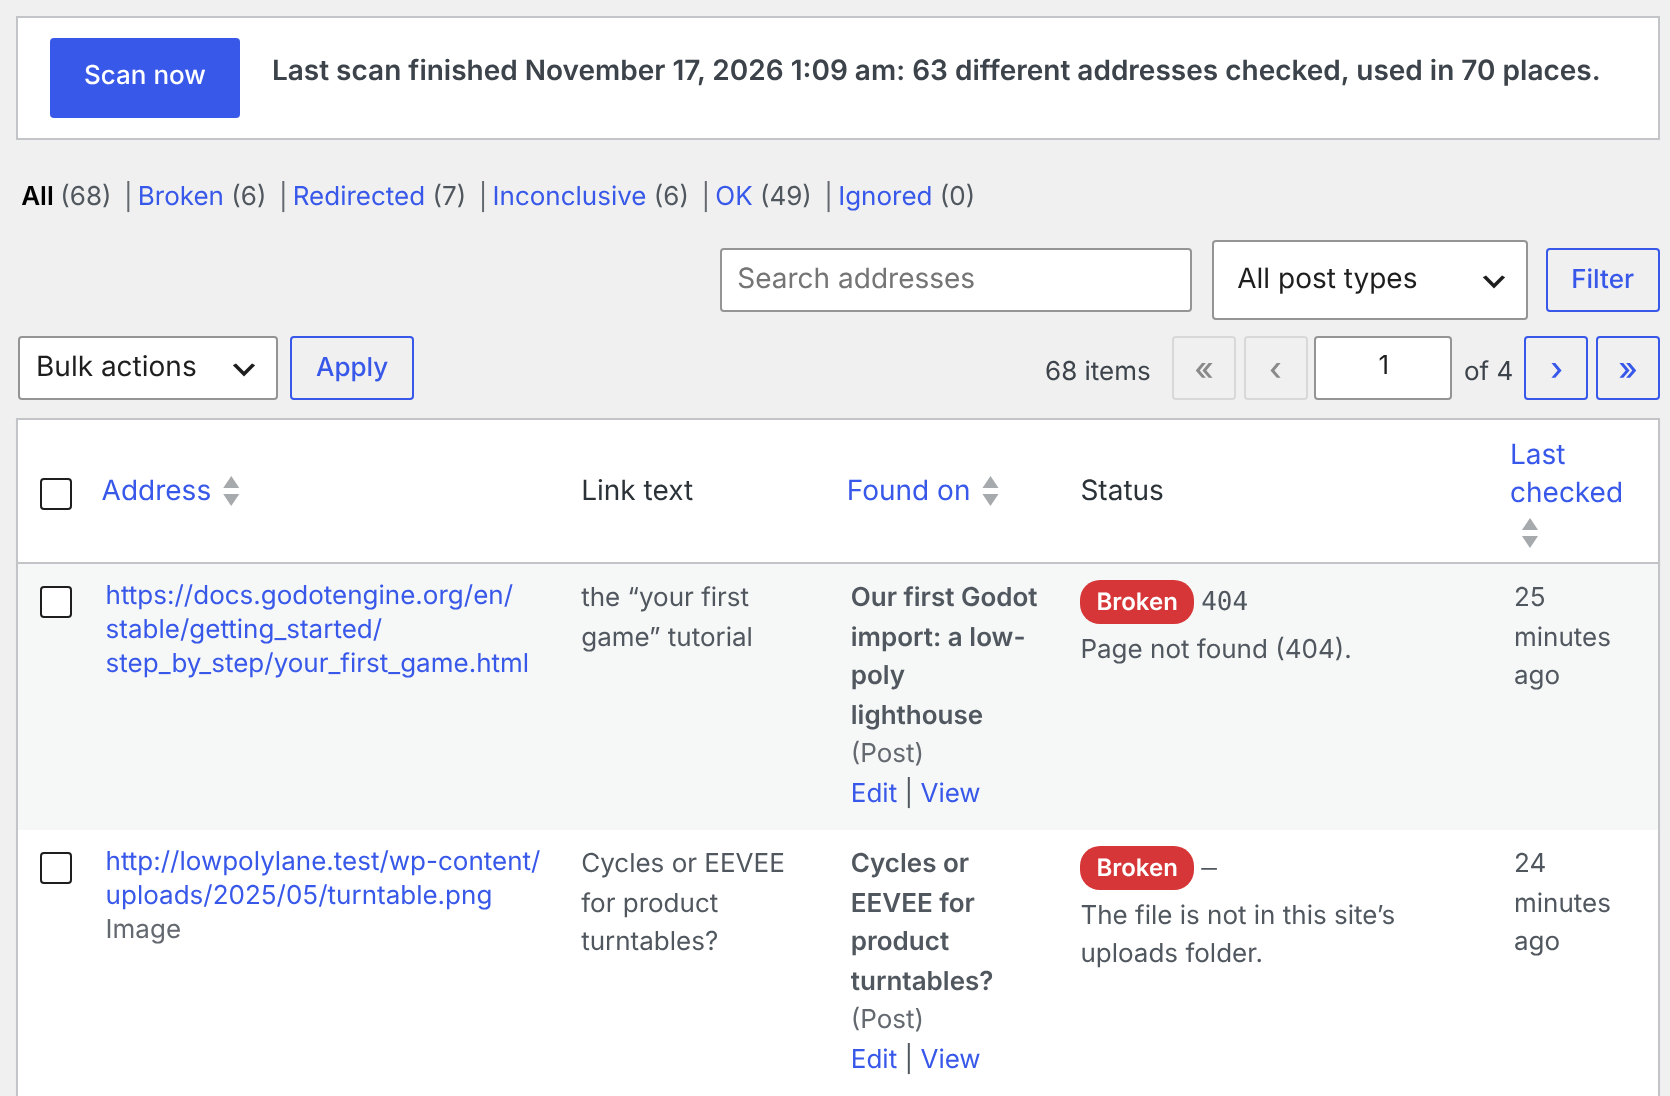 Scan now
Last scan finished November 17, 2026 1:09 am: 63 different addresses checked, used in 70 places.
All (68) | Broken (6) | Redirected (7) | Inconclusive (6) | OK (49) | Ignored (0)
Search addresses
All post types
Filter
Bulk actions
Apply
68 items
«
‹
1
of 4
›
»
Address
Link text
Found on
Status
Last
checked
https://docs.godotengine.org/en/
stable/getting_started/
step_by_step/your_first_game.html
the “your first
game” tutorial
Our first Godot
import: a low-
poly
lighthouse
(Post)
Edit | View
Broken 404
Page not found (404).
25
minutes
ago
http://lowpolylane.test/wp-content/
uploads/2025/05/turntable.png
Image
Cycles or EEVEE
for product
turntables?
Cycles or
EEVEE for
product
turntables?
(Post)
Edit | View
Broken —
The file is not in this site’s
uploads folder.
24
minutes
ago